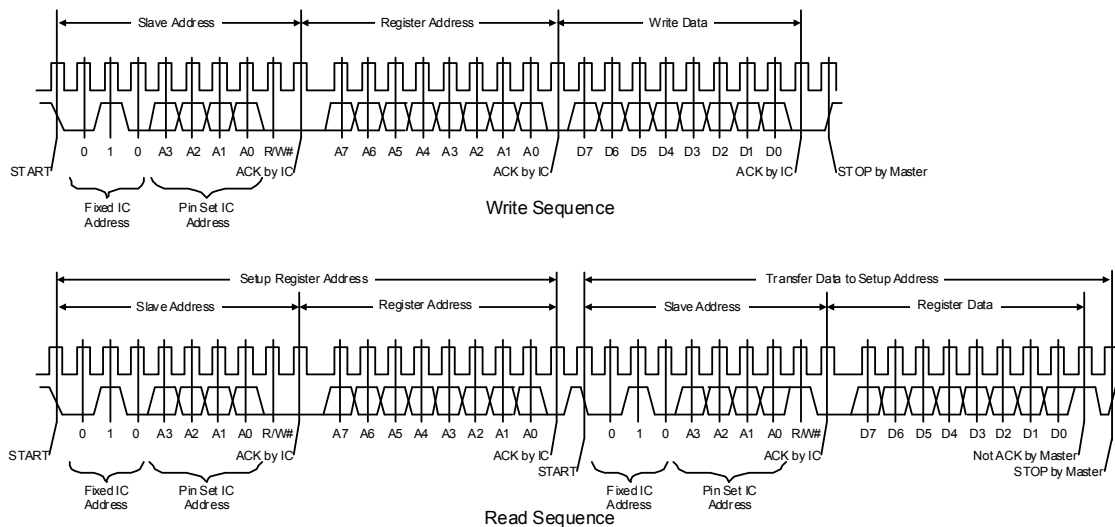 Slave Address Register Address Write Data
0 1 0 A3 A2 A1 A0 R/W# A7 A6 A5 A4 A3 A2 A1 A0 D7 D6 D5 D4 D3 D2 D1 D0
START ACK by IC ACK by IC ACK by IC STOP by Master
Fixed IC Address
Pin Set IC Address
Write Sequence
Setup Register Address Transfer Data to Setup Address
Slave Address Register Address Slave Address Register Data
0 1 0 A3 A2 A1 A0 R/W# A7 A6 A5 A4 A3 A2 A1 A0 0 1 0 A3 A2 A1 A0 R/W# D7 D6 D5 D4 D3 D2 D1 D0
START ACK by IC ACK by IC ACK by IC Not ACK by Master
START STOP by Master
Fixed IC Address
Pin Set IC Address
Fixed IC Address
Pin Set IC Address
Read Sequence